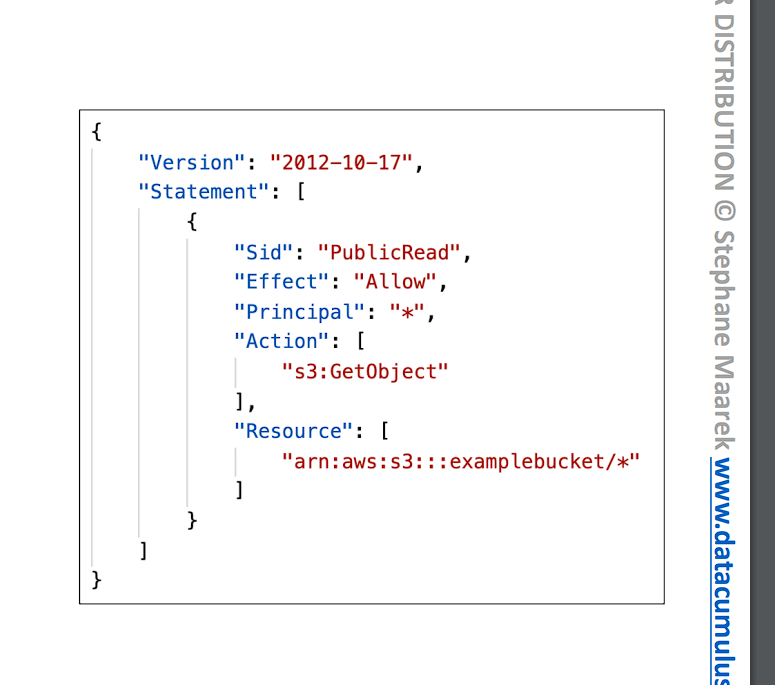 {
"Version": "2012-10-17",
"Statement": [
{
"Sid": "PublicRead",
"Effect": "Allow",
"Principal": "*",
"Action": [
"s3:GetObject"
],
"Resource": [
"arn:aws:s3:::examplebucket/*"
]
}
]
}
DISTRIBUTION © Stephane Maarek www.datacumulus